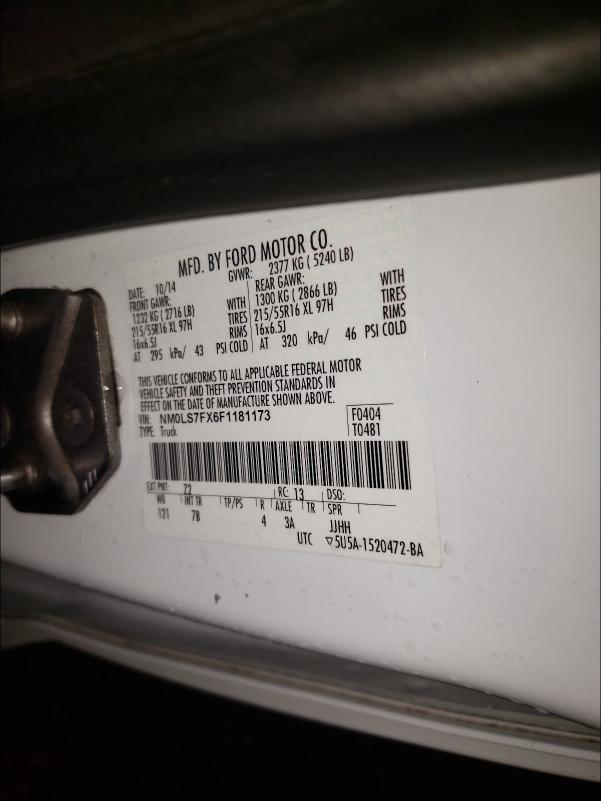 MFD. BY FORD MOTOR CO.
DATE: 10/14 GVWR: 2377 KG ( 5240 LB)
FRONT GAWR: REAR GAWR:
1232 KG ( 2716 LB) WITH 1300 KG ( 2866 LB) WITH
215/55R16 XL 97H TIRES 215/55R16 XL 97H TIRES
16x6.5J RIMS 16x6.5J RIMS
AT 295 kPa/ 43 PSI COLD AT 320 kPa/ 46 PSI COLD
THIS VEHICLE CONFORMS TO ALL APPLICABLE FEDERAL MOTOR
VEHICLE SAFETY AND THEFT PREVENTION STANDARDS IN
EFFECT ON THE DATE OF MANUFACTURE SHOWN ABOVE.
VIN: NM0LS7FX6F1181173 F0404
TYPE: Truck T0481
EXT PNT: 72 RC: 13 DSO:
WB INT TR TP/PS R AXLE TR SPR
121 7B 4 3A JJHH
UTC ▽5U5A-1520472-BA